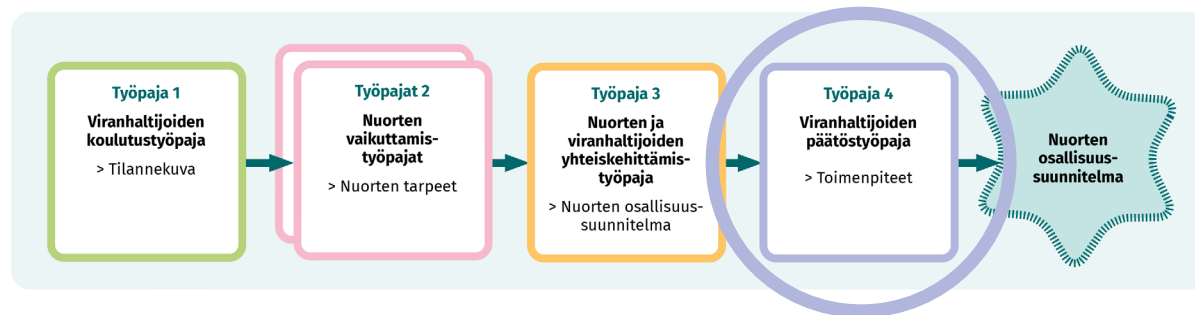 Työpaja 1
Viranhaltijoiden
koulutustyöpaja
> Tilannekuva
Työpajat 2
Nuorten
vaikuttamis-
työpajat
> Nuorten tarpeet
Työpaja 3
Nuorten ja
viranhaltijoiden
yhteiskehittämis-
työpaja
> Nuorten osallisuus-
suunnitelma
Työpaja 4
Viranhaltijoiden
päätöstyöpaja
> Toimenpiteet
Nuorten
osallisuus-
suunnitelma